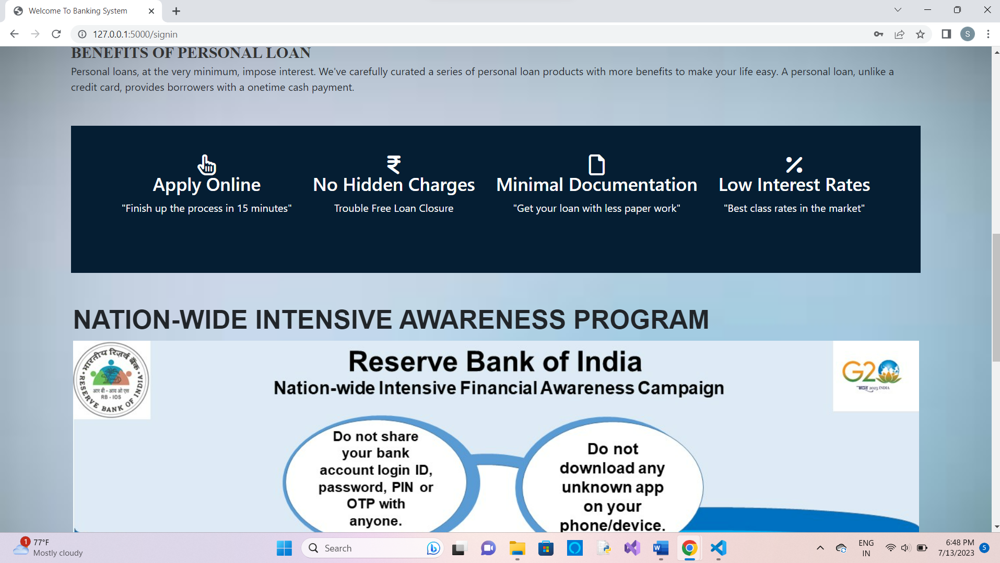 Welcome To Banking System
127.0.0.1:5000/signin
S
BENEFITS OF PERSONAL LOAN
Personal loans, at the very minimum, impose interest. We've carefully curated a series of personal loan products with more benefits to make your life easy. A personal loan, unlike a
credit card, provides borrowers with a onetime cash payment.
Apply Online
"Finish up the process in 15 minutes"
No Hidden Charges
Trouble Free Loan Closure
Minimal Documentation
"Get your loan with less paper work"
Low Interest Rates
"Best class rates in the market"
NATION-WIDE INTENSIVE AWARENESS PROGRAM
भारतीय रिज़र्व बैंक
आर बी - आय ओ एस
RB - IOS
RESERVE BANK OF INDIA
Reserve Bank of India
Nation-wide Intensive Financial Awareness Campaign
G20
भारत 2023 INDIA
Do not share
your bank
account login ID,
password, PIN or
OTP with
anyone.
Do not
download any
unknown app
on your
phone/device.
1
77°F
Mostly cloudy
Search
W
ENG
IN
6:48 PM
7/13/2023
5